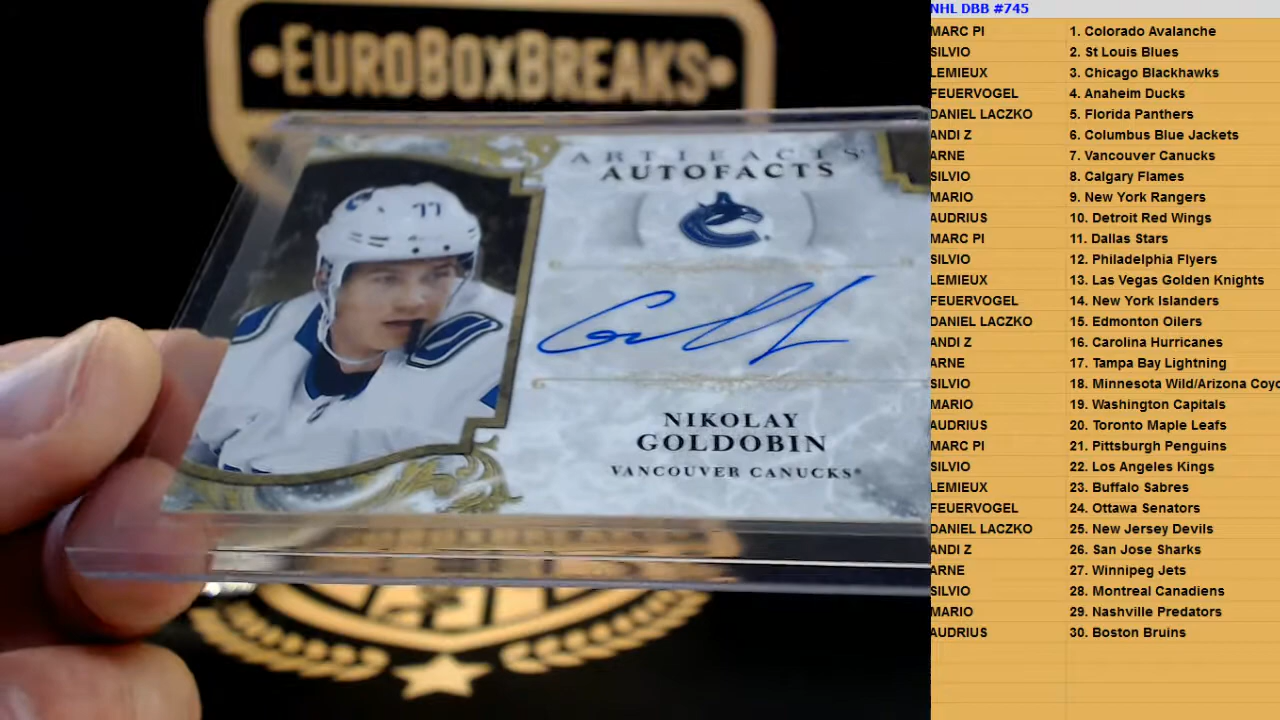 EUROBOXBREAKS
77
ARTIFACTS
AUTOFACTS
NIKOLAY
GOLDOBIN
VANCOUVER CANUCKS
NHL DBB #745
MARC PI 1. Colorado Avalanche
SILVIO 2. St Louis Blues
LEMIEUX 3. Chicago Blackhawks
FEUERVOGEL 4. Anaheim Ducks
DANIEL LACZKO 5. Florida Panthers
ANDI Z 6. Columbus Blue Jackets
ARNE 7. Vancouver Canucks
SILVIO 8. Calgary Flames
MARIO 9. New York Rangers
AUDRIUS 10. Detroit Red Wings
MARC PI 11. Dallas Stars
SILVIO 12. Philadelphia Flyers
LEMIEUX 13. Las Vegas Golden Knights
FEUERVOGEL 14. New York Islanders
DANIEL LACZKO 15. Edmonton Oilers
ANDI Z 16. Carolina Hurricanes
ARNE 17. Tampa Bay Lightning
SILVIO 18. Minnesota Wild/Arizona Coyo
MARIO 19. Washington Capitals
AUDRIUS 20. Toronto Maple Leafs
MARC PI 21. Pittsburgh Penguins
SILVIO 22. Los Angeles Kings
LEMIEUX 23. Buffalo Sabres
FEUERVOGEL 24. Ottawa Senators
DANIEL LACZKO 25. New Jersey Devils
ANDI Z 26. San Jose Sharks
ARNE 27. Winnipeg Jets
SILVIO 28. Montreal Canadiens
MARIO 29. Nashville Predators
AUDRIUS 30. Boston Bruins